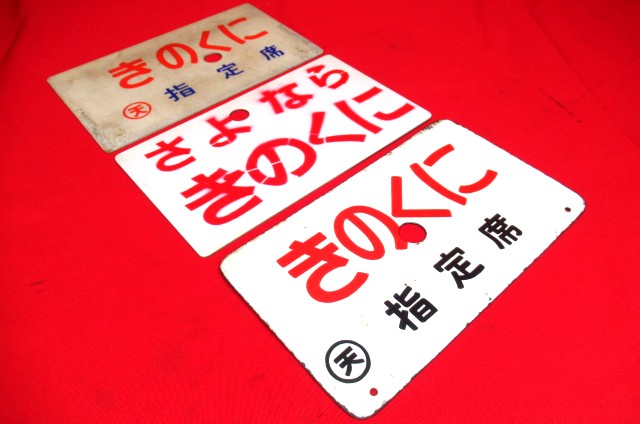 きのくに
㊝ 指定席
さよなら
きのくに
きのくに
㊝ 指定席